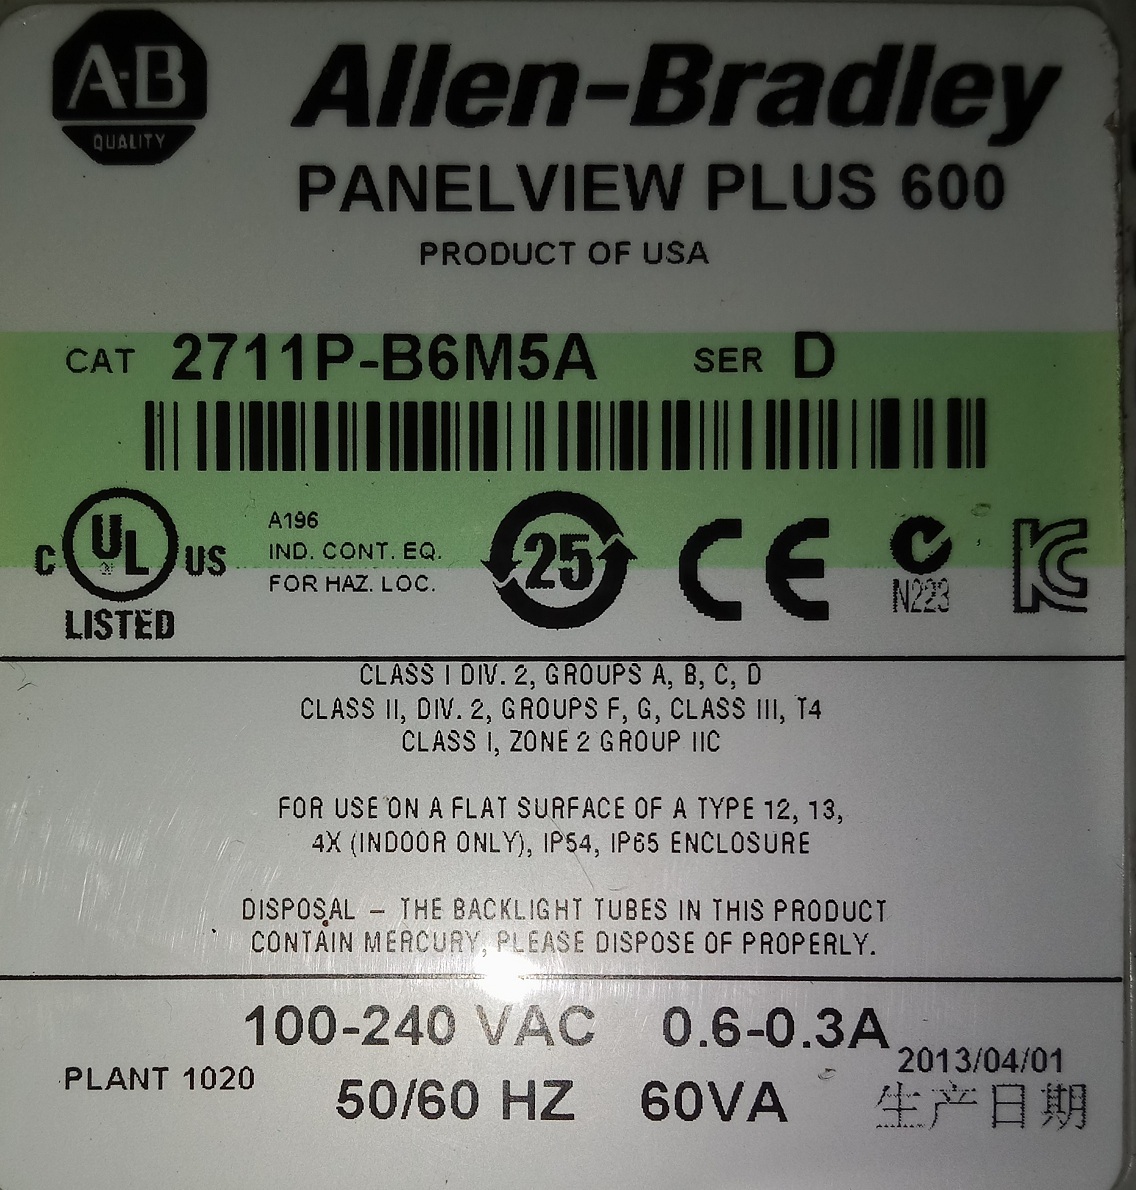 A-B
QUALITY
Allen-Bradley
PANELVIEW PLUS 600
PRODUCT OF USA
CAT 2711P-B6M5A SER D
C UL US
LISTED
A196
IND. CONT. EQ.
FOR HAZ. LOC.
25
CE
N223
KC
CLASS I DIV. 2, GROUPS A, B, C, D
CLASS II, DIV. 2, GROUPS F, G, CLASS III, T4
CLASS I, ZONE 2 GROUP IIC
FOR USE ON A FLAT SURFACE OF A TYPE 12, 13,
4X (INDOOR ONLY), IP54, IP65 ENCLOSURE
DISPOSAL – THE BACKLIGHT TUBES IN THIS PRODUCT
CONTAIN MERCURY, PLEASE DISPOSE OF PROPERLY.
100-240 VAC 0.6-0.3A
PLANT 1020
50/60 HZ 60VA
2013/04/01
生产日期